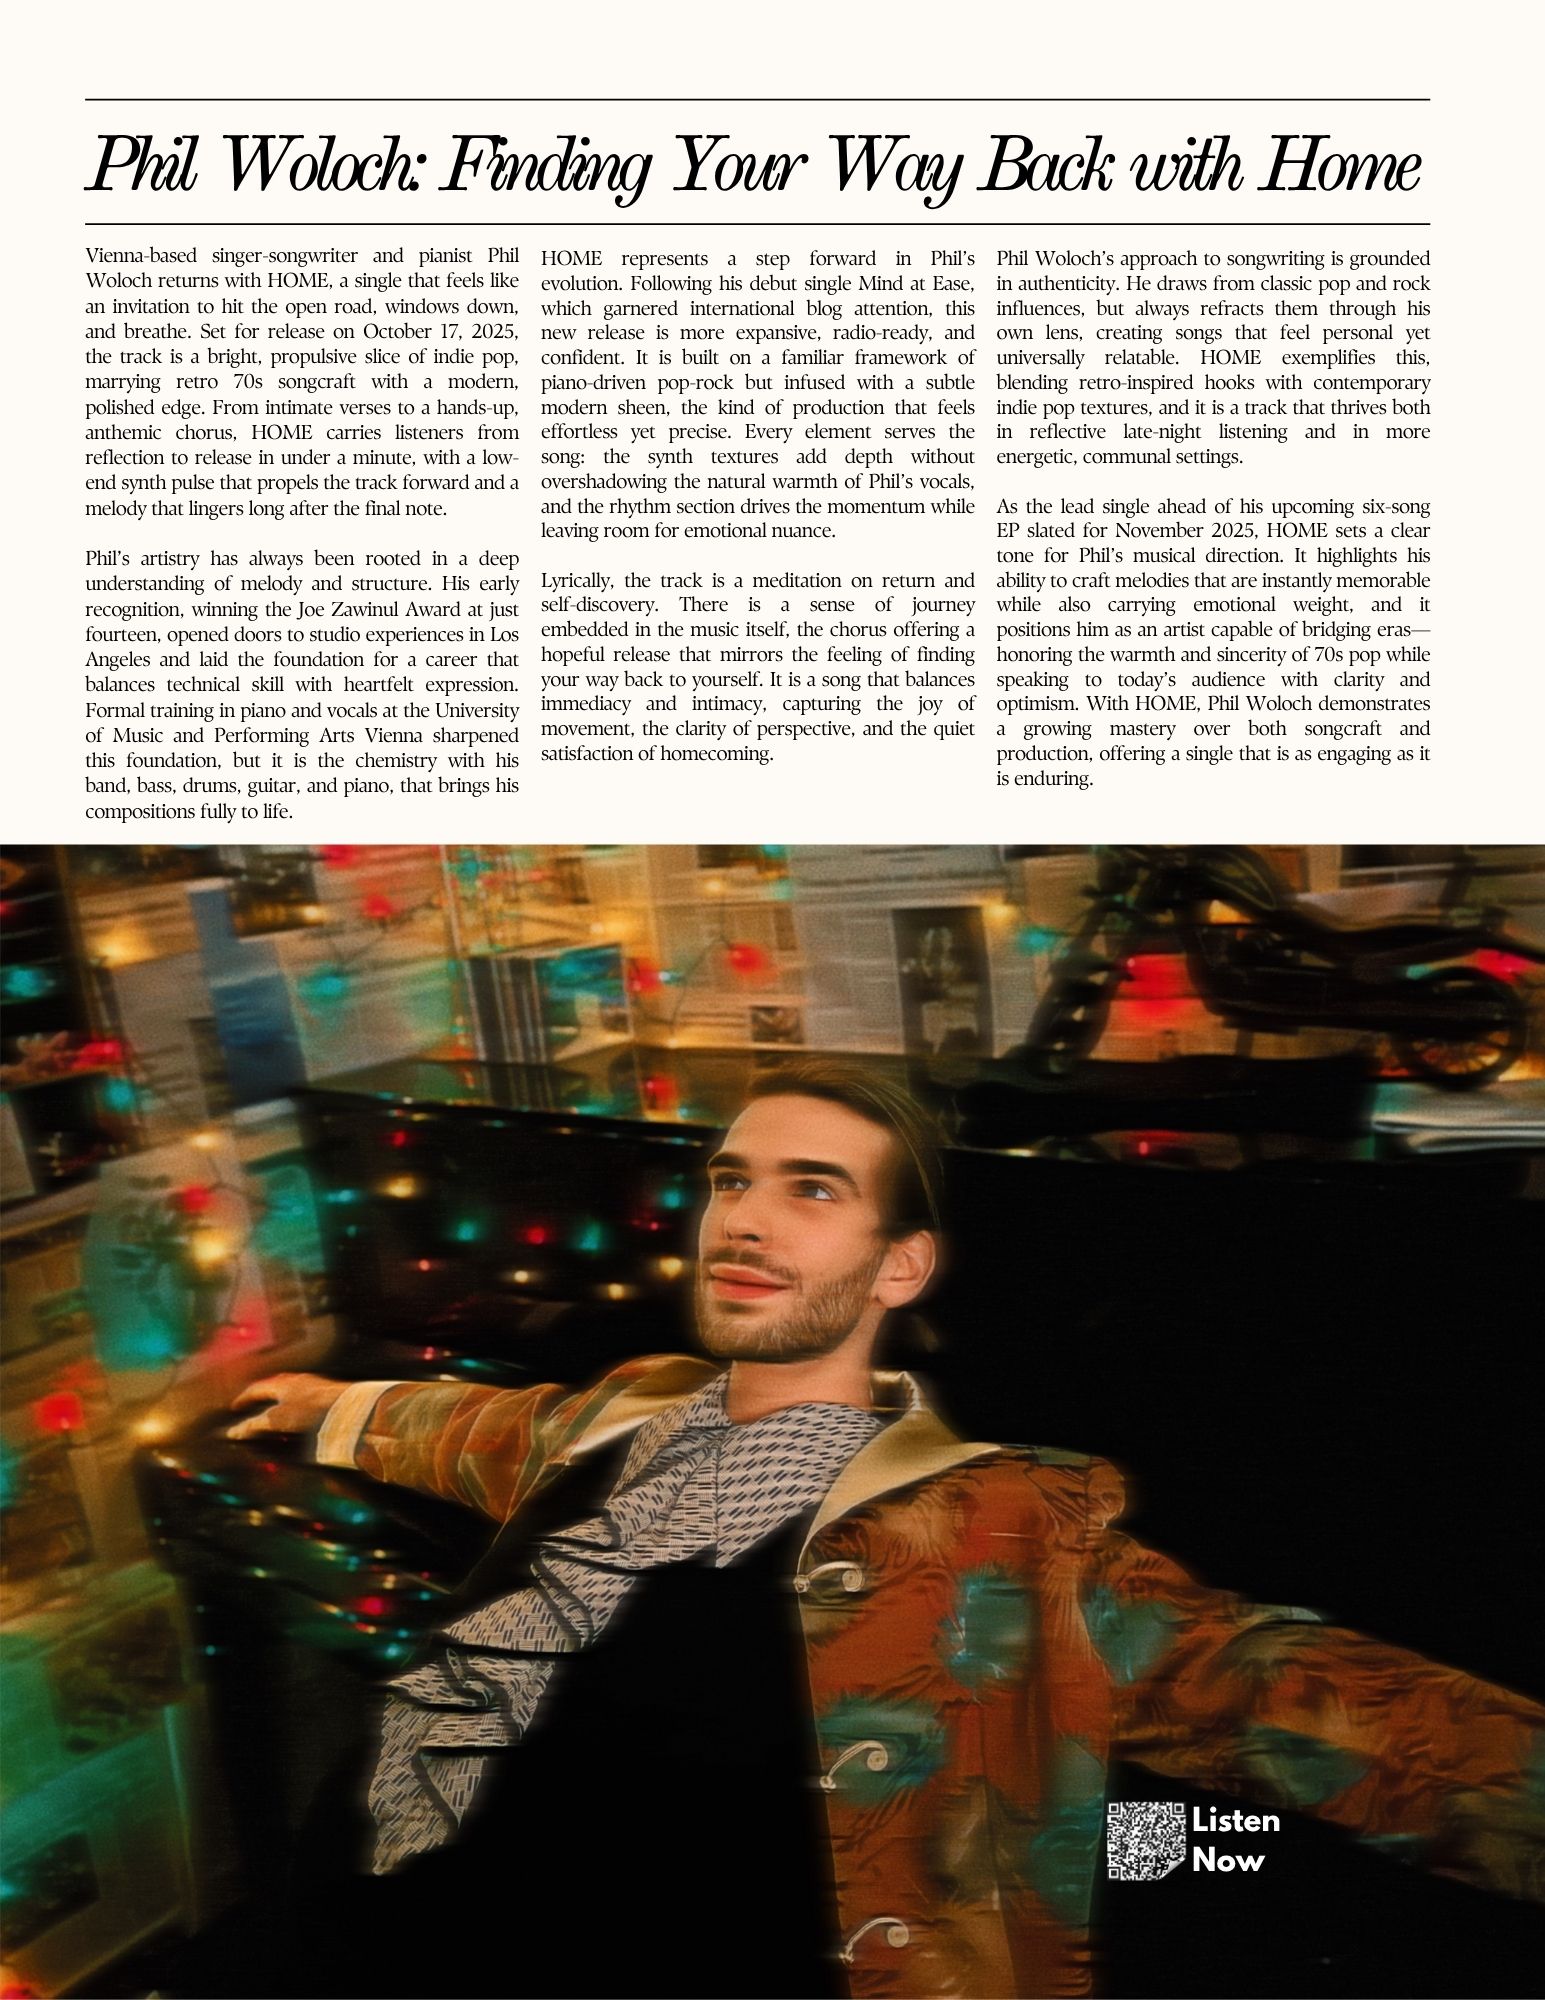 Phil Woloch: Finding Your Way Back with Home
Vienna-based singer-songwriter and pianist Phil
Woloch returns with HOME, a single that feels like
an invitation to hit the open road, windows down,
and breathe. Set for release on October 17, 2025,
the track is a bright, propulsive slice of indie pop,
marrying retro 70s songcraft with a modern,
polished edge. From intimate verses to a hands-up,
anthemic chorus, HOME carries listeners from
reflection to release in under a minute, with a low-
end synth pulse that propels the track forward and a
melody that lingers long after the final note.
Phil’s artistry has always been rooted in a deep
understanding of melody and structure. His early
recognition, winning the Joe Zawinul Award at just
fourteen, opened doors to studio experiences in Los
Angeles and laid the foundation for a career that
balances technical skill with heartfelt expression.
Formal training in piano and vocals at the University
of Music and Performing Arts Vienna sharpened
this foundation, but it is the chemistry with his
band, bass, drums, guitar, and piano, that brings his
compositions fully to life.
HOME represents a step forward in Phil’s
evolution. Following his debut single Mind at Ease,
which garnered international blog attention, this
new release is more expansive, radio-ready, and
confident. It is built on a familiar framework of
piano-driven pop-rock but infused with a subtle
modern sheen, the kind of production that feels
effortless yet precise. Every element serves the
song: the synth textures add depth without
overshadowing the natural warmth of Phil’s vocals,
and the rhythm section drives the momentum while
leaving room for emotional nuance.
Lyrically, the track is a meditation on return and
self-discovery. There is a sense of journey
embedded in the music itself, the chorus offering a
hopeful release that mirrors the feeling of finding
your way back to yourself. It is a song that balances
immediacy and intimacy, capturing the joy of
movement, the clarity of perspective, and the quiet
satisfaction of homecoming.
Phil Woloch’s approach to songwriting is grounded
in authenticity. He draws from classic pop and rock
influences, but always refracts them through his
own lens, creating songs that feel personal yet
universally relatable. HOME exemplifies this,
blending retro-inspired hooks with contemporary
indie pop textures, and it is a track that thrives both
in reflective late-night listening and in more
energetic, communal settings.
As the lead single ahead of his upcoming six-song
EP slated for November 2025, HOME sets a clear
tone for Phil’s musical direction. It highlights his
ability to craft melodies that are instantly memorable
while also carrying emotional weight, and it
positions him as an artist capable of bridging eras—
honoring the warmth and sincerity of 70s pop while
speaking to today’s audience with clarity and
optimism. With HOME, Phil Woloch demonstrates
a growing mastery over both songcraft and
production, offering a single that is as engaging as it
is enduring.
Listen
Now